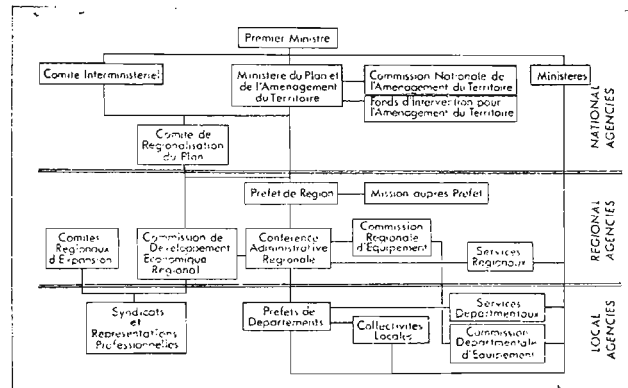 Premier Ministre
Comite Interministeriel
Ministere du Plan et
de l'Amenagement
du Territoire
Commission Nationale de
l'Amenagement du Territoire
Fonds d'Intervention pour
l'Amenagement du Territoire
Ministeres
NATIONAL
AGENCIES
Comite de
Regionalisation
du Plan
Prefet de Region
Mission aupres Prefet
Comites
Regionaux
d'Expansion
Commission de
Developpement
Economique
Regional
Conference
Administrative
Regionale
Commission
Regionale
d'Equipement
Services
Regionaux
REGIONAL
AGENCIES
Syndicats
et
Representations
Professionnelles
Prefets de
Departements
Collectivites
Locales
Services
Departmentaux
Commission
Departmentale
d'Equipement
LOCAL
AGENCIES